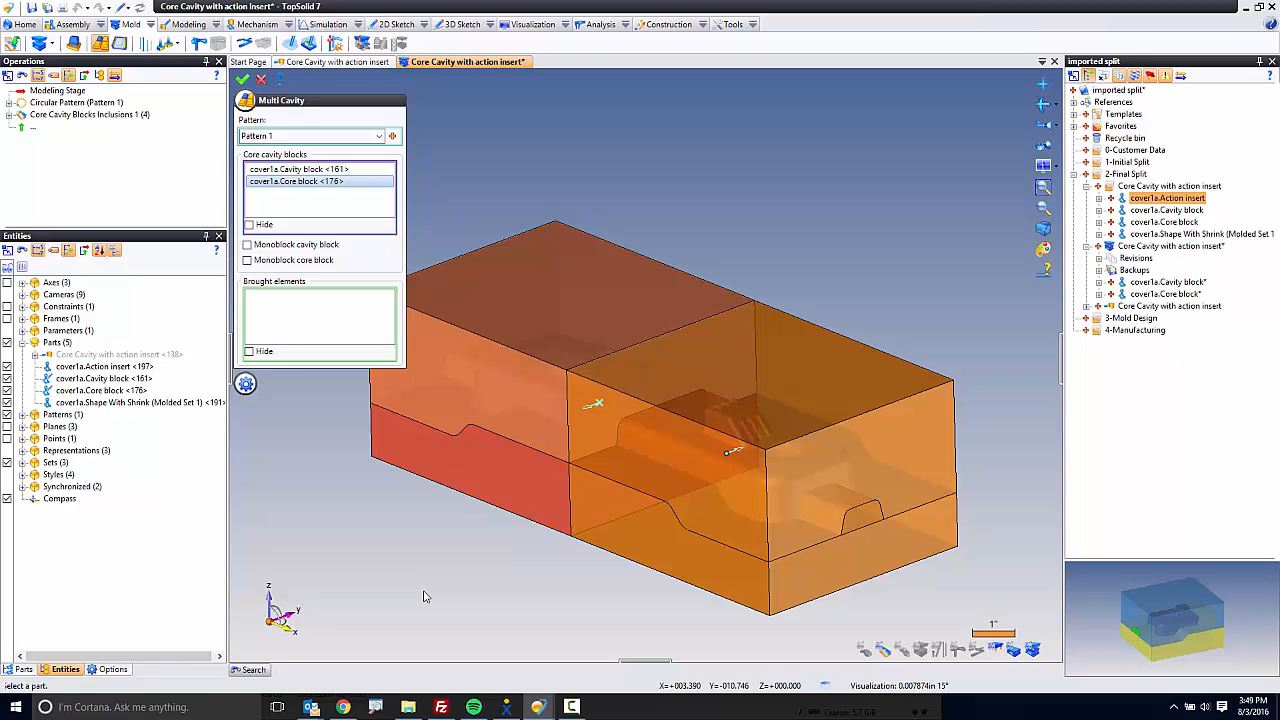 Core Cavity with action insert* - TopSolid 7
Home
Assembly
Mold
Modeling
Mechanism
Simulation
2D Sketch
3D Sketch
Visualization
Analysis
Construction
Tools
Operations
Modeling Stage
Circular Pattern (Pattern 1)
Core Cavity Blocks Inclusions 1 (4)
...
Entities
Axes (3)
Cameras (9)
Constraints (1)
Frames (1)
Parameters (1)
Parts (5)
Core Cavity with action insert <138>
cover1a.Action insert <197>
cover1a.Cavity block <161>
cover1a.Core block <176>
cover1a.Shape With Shrink (Molded Set 1) <191>
Patterns (1)
Planes (3)
Points (1)
Representations (3)
Sets (3)
Styles (4)
Synchronized (2)
Compass
Parts
Entities
Options
Start Page
Core Cavity with action insert*
Core Cavity with action insert*
Multi Cavity
Pattern:
Pattern 1
Core cavity blocks
cover1a.Cavity block <161>
cover1a.Core block <176>
Hide
Monoblock cavity block
Monoblock core block
Brought elements
Hide
z
y
x
1"
Search
imported split*
imported split*
References
Templates
Favorites
Recycle bin
0-Customer Data
1-Initial Split
2-Final Split
Core Cavity with action insert
cover1a.Action insert
cover1a.Cavity block
cover1a.Core block
cover1a.Shape With Shrink (Molded Set 1
Core Cavity with action insert*
Revisions
Backups
cover1a.Cavity block*
cover1a.Core block*
Core Cavity with action insert
3-Mold Design
4-Manufacturing
Select a part.
X=+003.390 Y=-010.746 Z=+000.000
Visualization: 0.007874in 15°
I'm Cortana. Ask me anything.
3:49 PM
8/3/2016